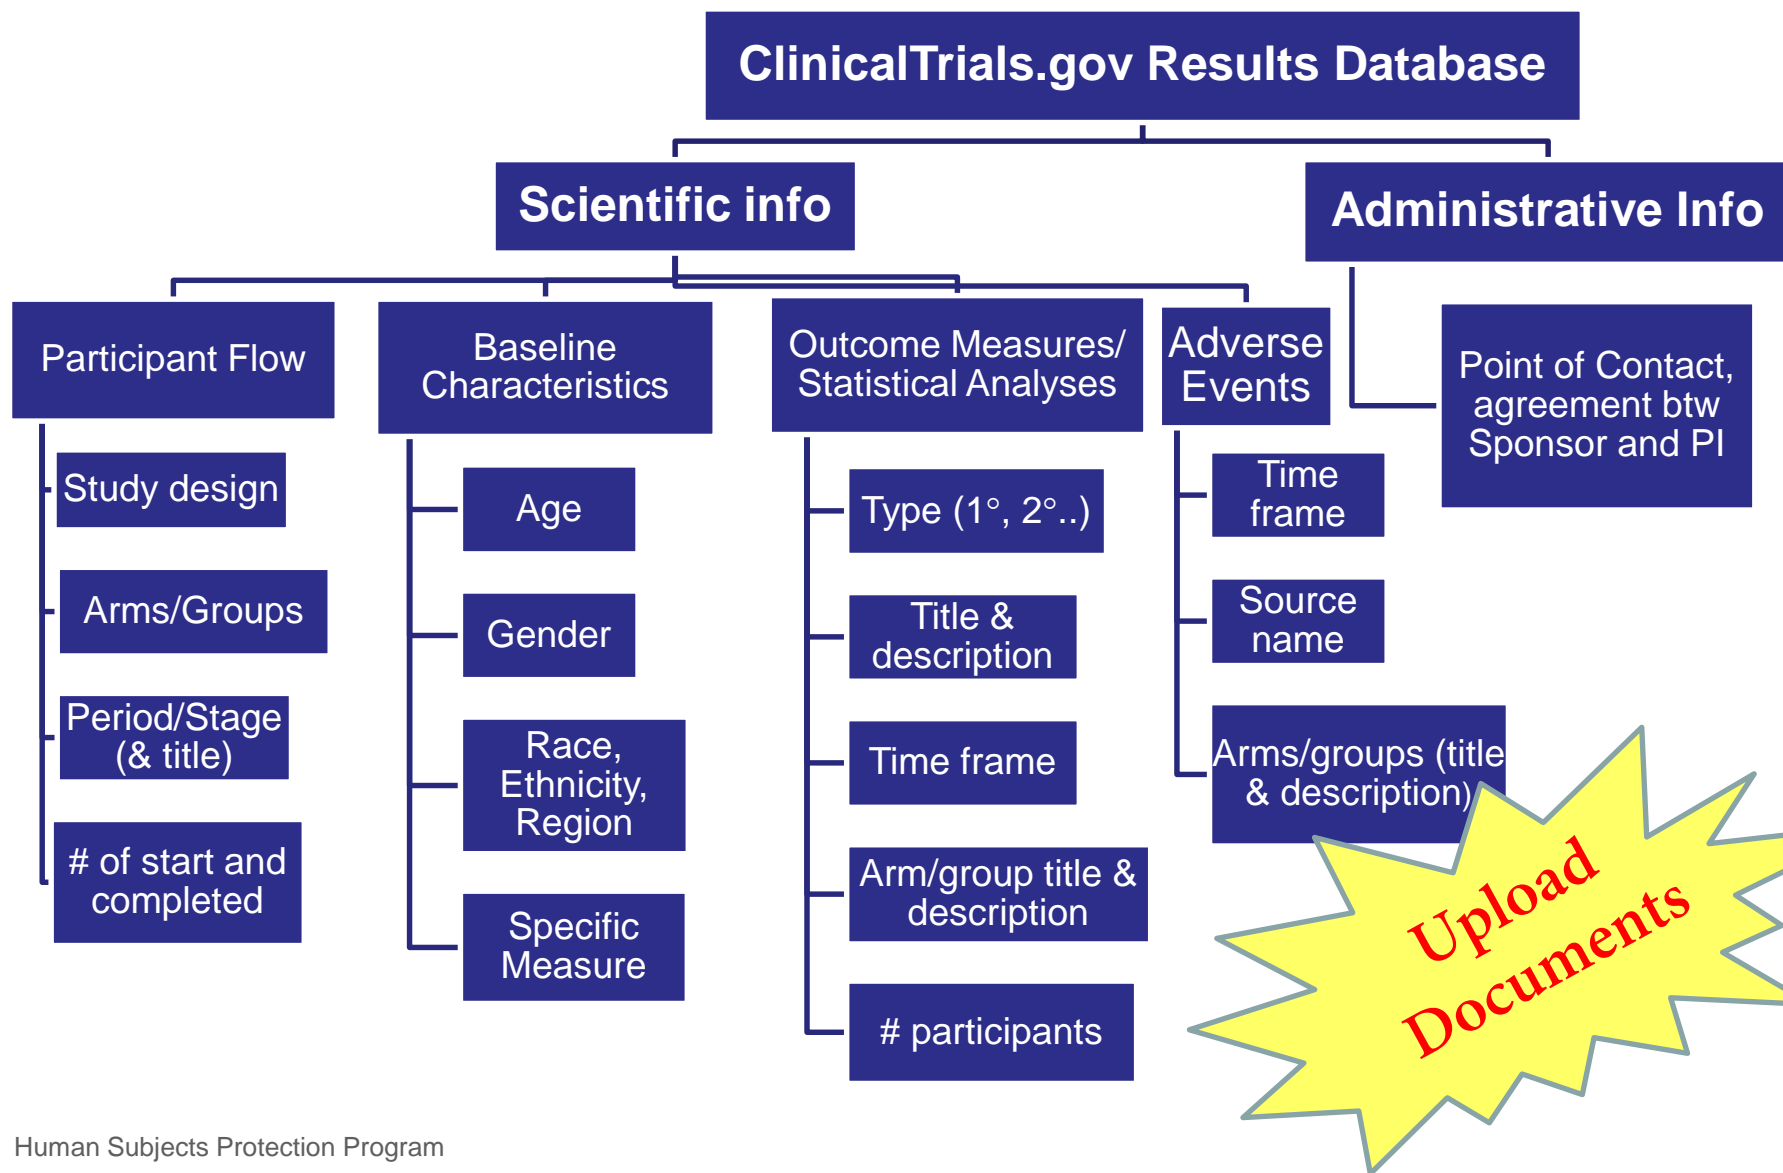 ClinicalTrials.gov Results Database
Scientific info
Administrative Info
Participant Flow
Study design
Arms/Groups
Period/Stage
(& title)
# of start and
completed
Baseline
Characteristics
Age
Gender
Race,
Ethnicity,
Region
Specific
Measure
Outcome Measures/
Statistical Analyses
Type (1°, 2°..)
Title &
description
Time frame
Arm/group title &
description
# participants
Adverse
Events
Time
frame
Source
name
Arms/groups (title
& description)
Point of Contact,
agreement btw
Sponsor and PI
Upload
Documents
Human Subjects Protection Program